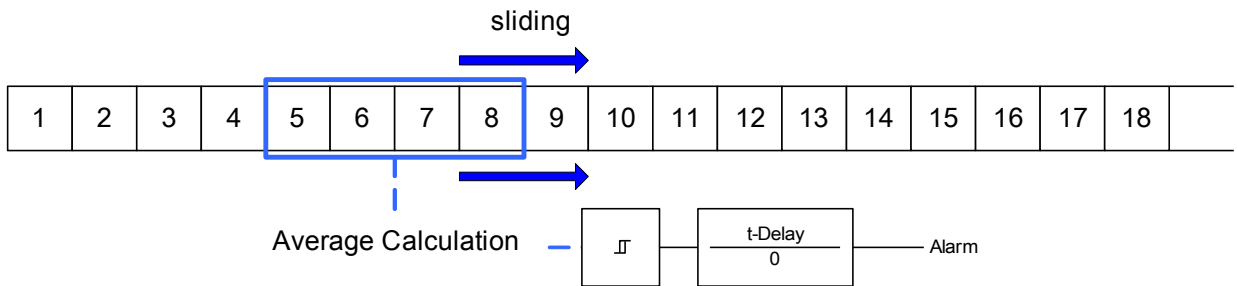 sliding
1 2 3 4 5 6 7 8 9 10 11 12 13 14 15 16 17 18
Average Calculation
t-Delay
0
Alarm